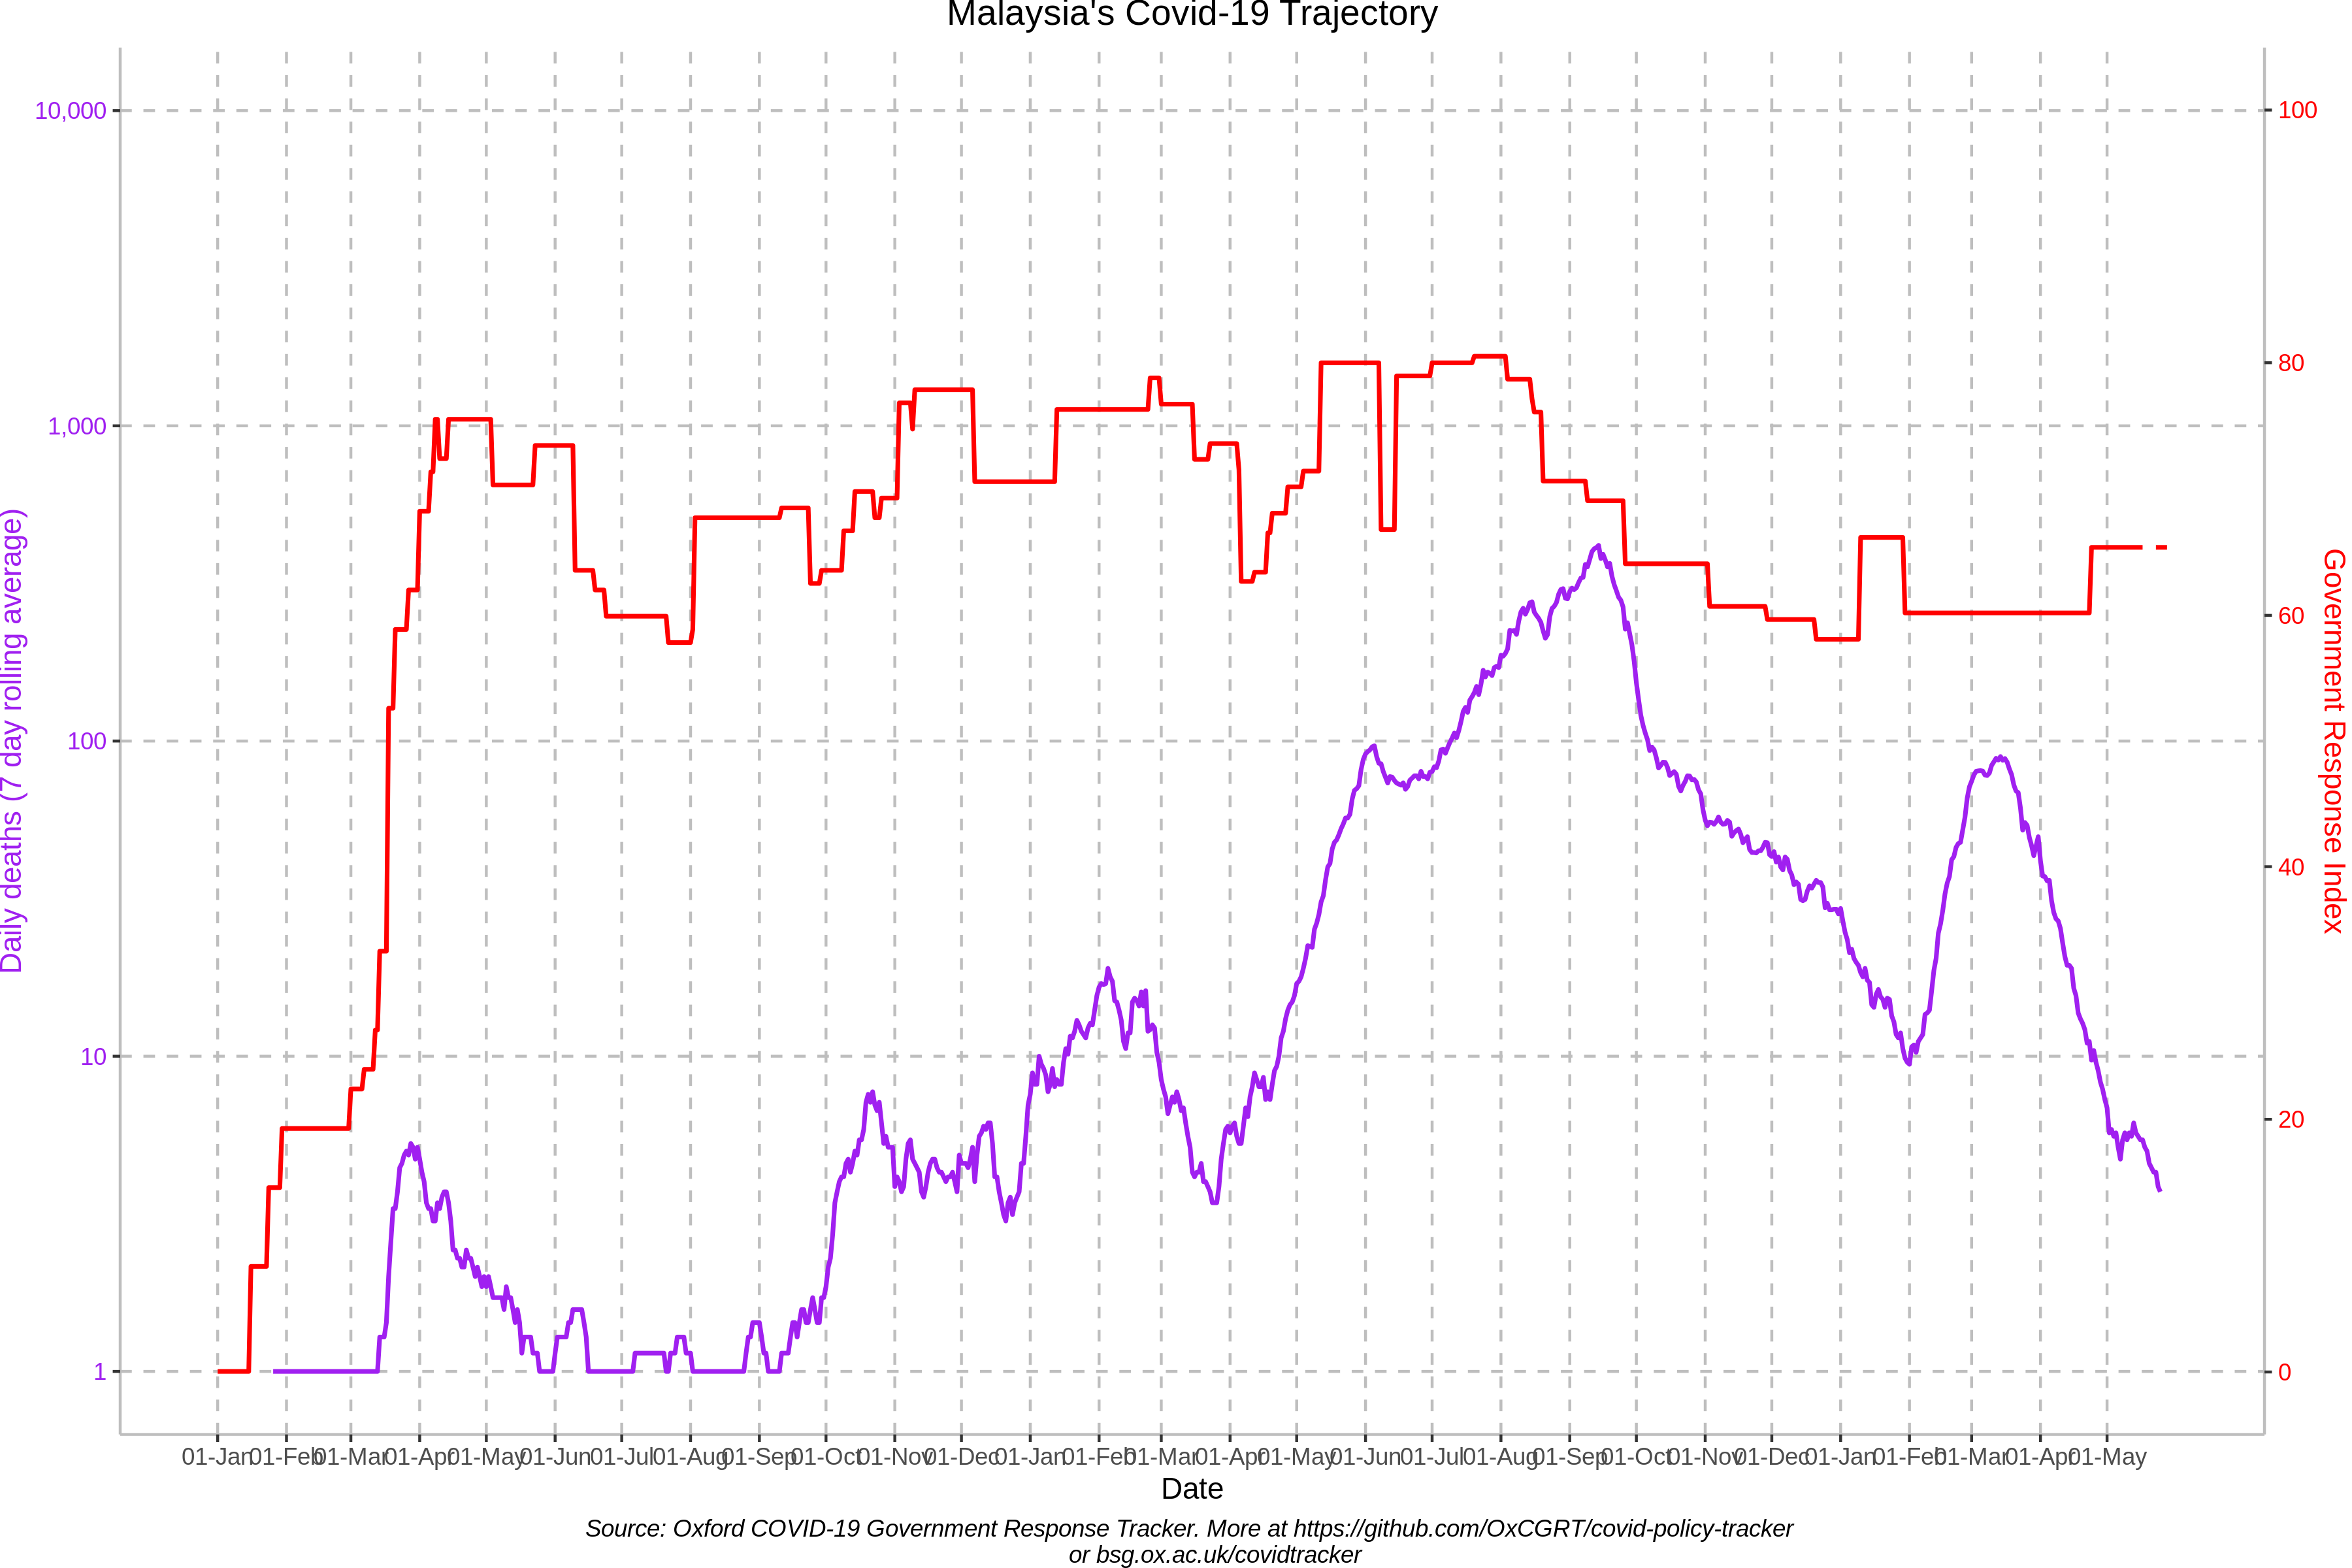 Malaysia's Covid-19 Trajectory
10,000
1,000
100
10
1
Daily deaths (7 day rolling average)
100
80
60
40
20
0
Government Response Index
01-Jan 01-Feb 01-Mar 01-Apr 01-May 01-Jun 01-Jul 01-Aug 01-Sep 01-Oct 01-Nov 01-Dec 01-Jan 01-Feb 01-Mar 01-Apr 01-May 01-Jun 01-Jul 01-Aug 01-Sep 01-Oct 01-Nov 01-Dec 01-Jan 01-Feb 01-Mar 01-Apr 01-May
Date
Source: Oxford COVID-19 Government Response Tracker. More at https://github.com/OxCGRT/covid-policy-tracker
or bsg.ox.ac.uk/covidtracker